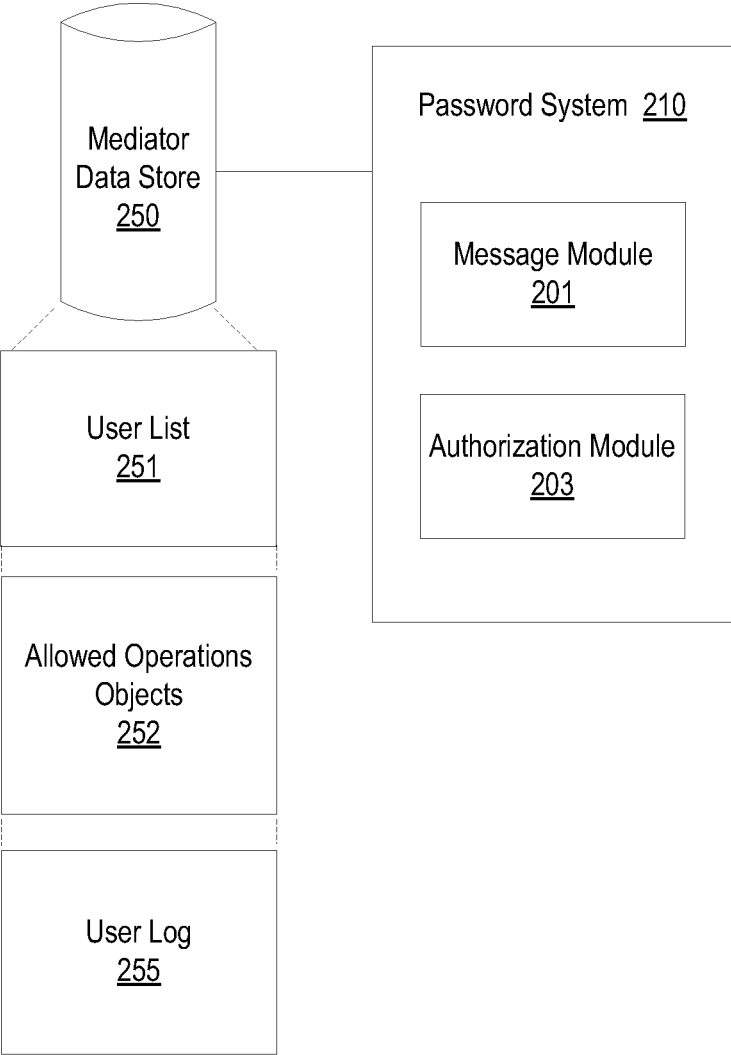 Mediator
Data Store
250
Password System 210
Message Module
201
Authorization Module
203
User List
251
Allowed Operations
Objects
252
User Log
255